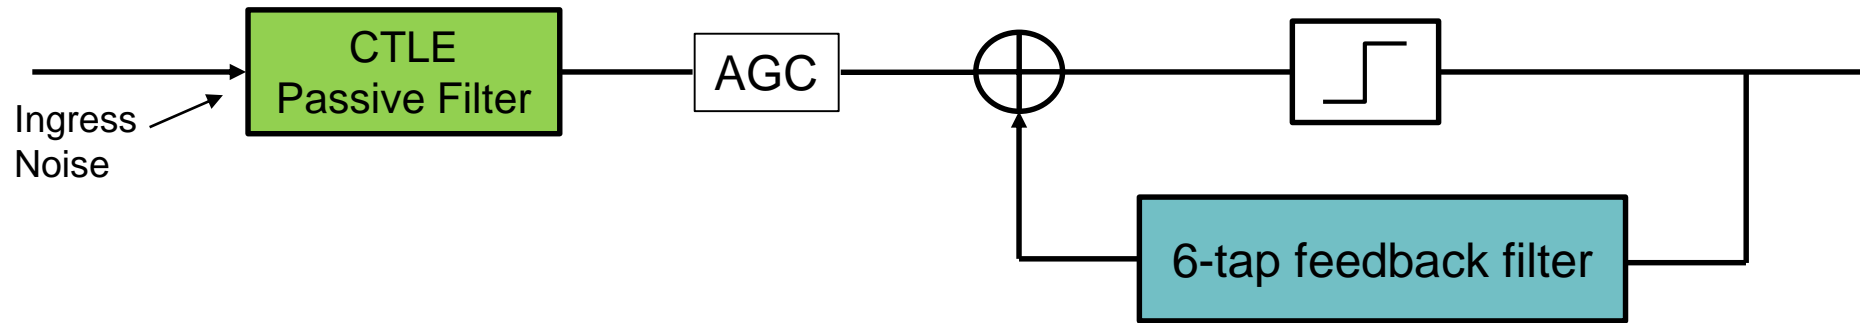 CTLE
Passive Filter
AGC
Ingress
Noise
6-tap feedback filter